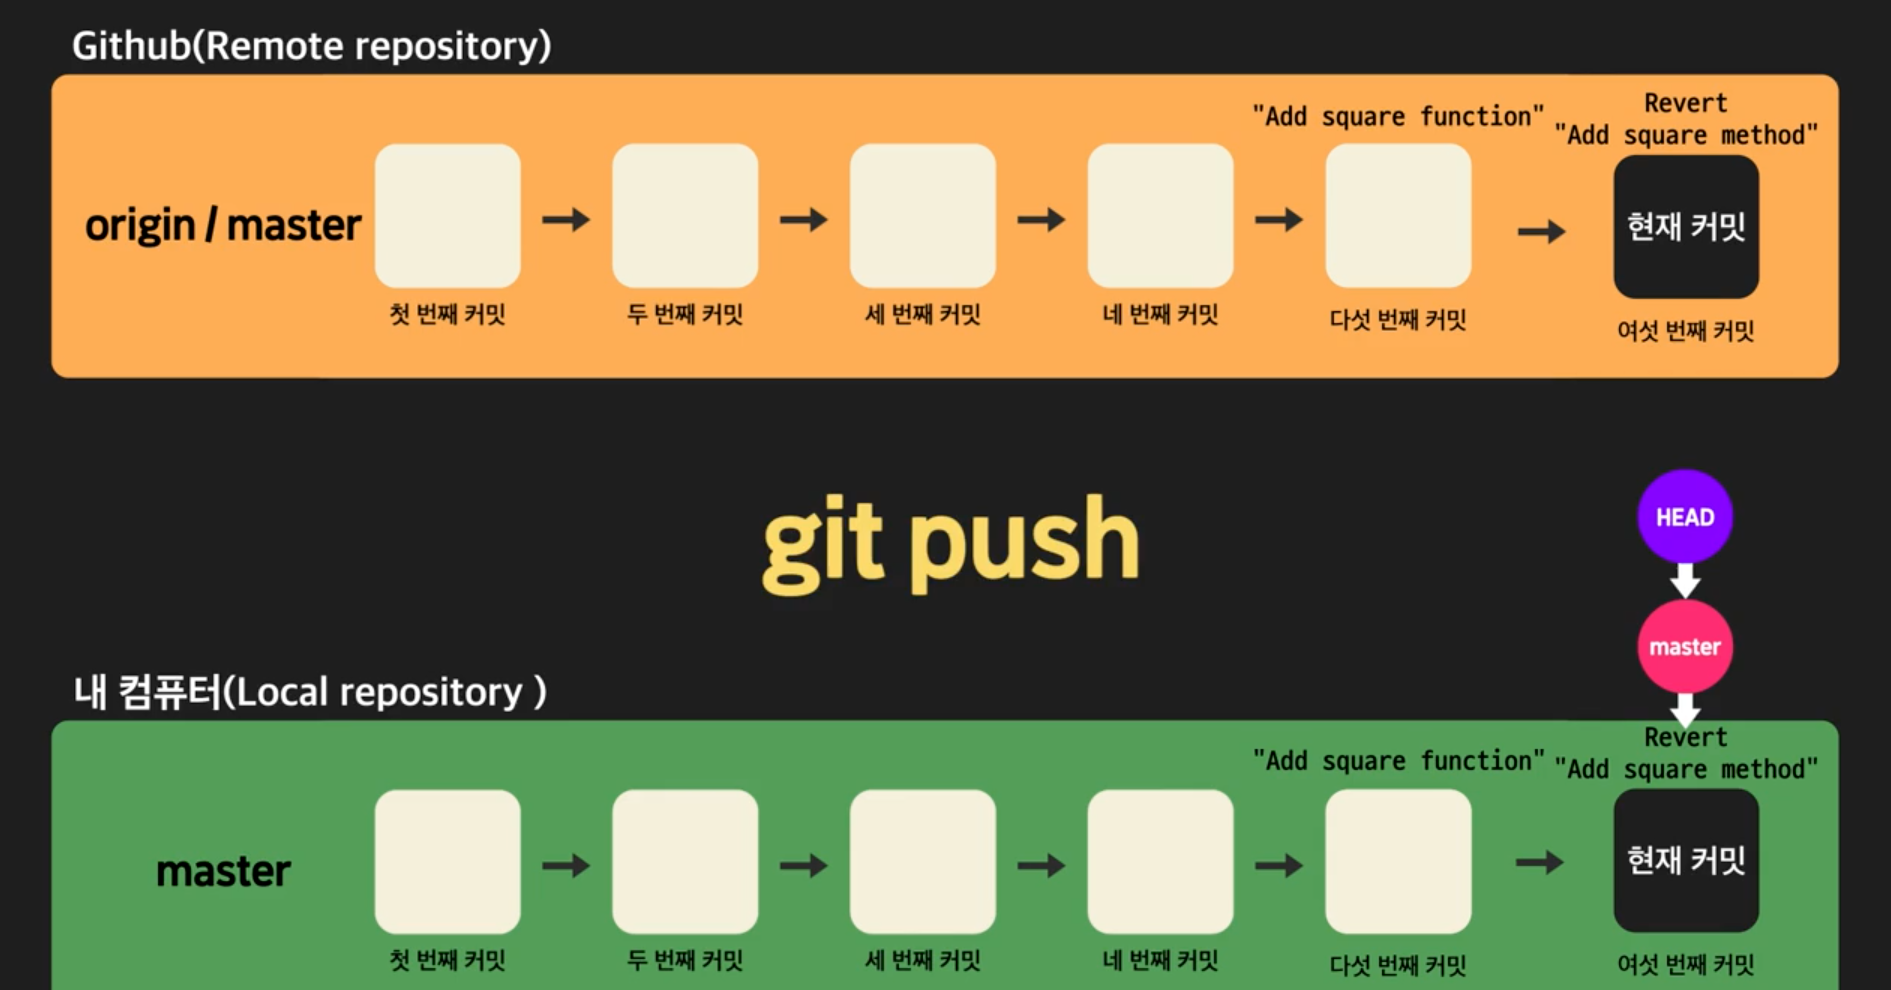 Github(Remote repository)
"Add square function"
Revert
"Add square method"
origin / master
현재 커밋
첫 번째 커밋
두 번째 커밋
세 번째 커밋
네 번째 커밋
다섯 번째 커밋
여섯 번째 커밋
git push
HEAD
master
내 컴퓨터(Local repository )
"Add square function"
Revert
"Add square method"
master
현재 커밋
첫 번째 커밋
두 번째 커밋
세 번째 커밋
네 번째 커밋
다섯 번째 커밋
여섯 번째 커밋